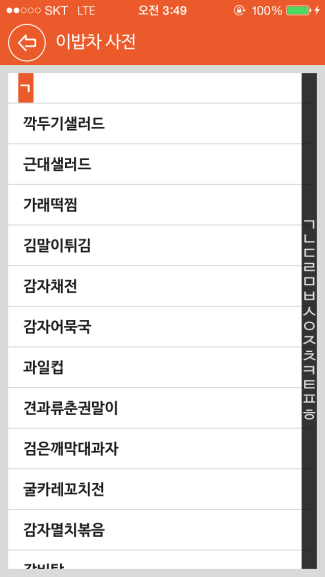 SKT LTE 오전 3:49 100%
이밥차 사전
ㄱ
깍두기샐러드
근대샐러드
가래떡찜
김말이튀김
감자채전
감자어묵국
과일컵
견과류춘권말이
검은깨막대과자
굴카레꼬치전
감자멸치볶음
갈비탕
ㄱ
ㄴ
ㄷ
ㄹ
ㅁ
ㅂ
ㅅ
ㅇ
ㅈ
ㅊ
ㅋ
ㅌ
ㅍ
ㅎ